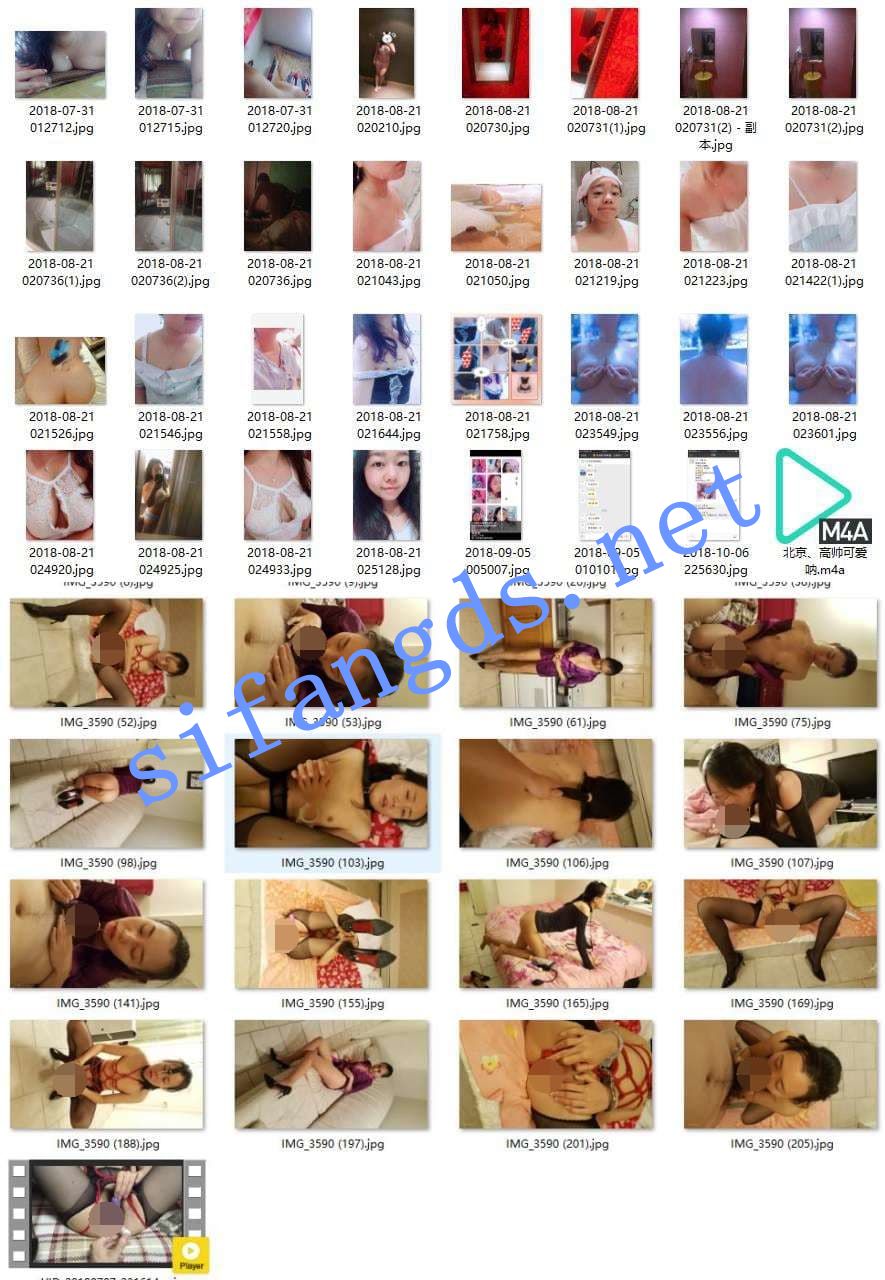 2018-07-31
012712.jpg
2018-07-31
012715.jpg
2018-07-31
012720.jpg
2018-08-21
020210.jpg
2018-08-21
020730.jpg
2018-08-21
020731(1).jpg
2018-08-21
020731(2) - 副
本.jpg
2018-08-21
020731(2).jpg
2018-08-21
020736(1).jpg
2018-08-21
020736(2).jpg
2018-08-21
020736.jpg
2018-08-21
021043.jpg
2018-08-21
021050.jpg
2018-08-21
021219.jpg
2018-08-21
021223.jpg
2018-08-21
021422(1).jpg
2018-08-21
021526.jpg
2018-08-21
021546.jpg
2018-08-21
021558.jpg
2018-08-21
021644.jpg
2018-08-21
021758.jpg
2018-08-21
023549.jpg
2018-08-21
023556.jpg
2018-08-21
023601.jpg
2018-08-21
024920.jpg
2018-08-21
024925.jpg
2018-08-21
024933.jpg
2018-08-21
025128.jpg
2018-09-05
005007.jpg
2018-09-05
010101.jpg
2018-10-06
225630.jpg
M4A
北京、高帅可爱
呐.m4a
sifangds.net
IMG_3590 (52).jpg
IMG_3590 (53).jpg
IMG_3590 (61).jpg
IMG_3590 (75).jpg
IMG_3590 (98).jpg
IMG_3590 (103).jpg
IMG_3590 (106).jpg
IMG_3590 (107).jpg
IMG_3590 (141).jpg
IMG_3590 (155).jpg
IMG_3590 (165).jpg
IMG_3590 (169).jpg
IMG_3590 (188).jpg
IMG_3590 (197).jpg
IMG_3590 (201).jpg
IMG_3590 (205).jpg
Player